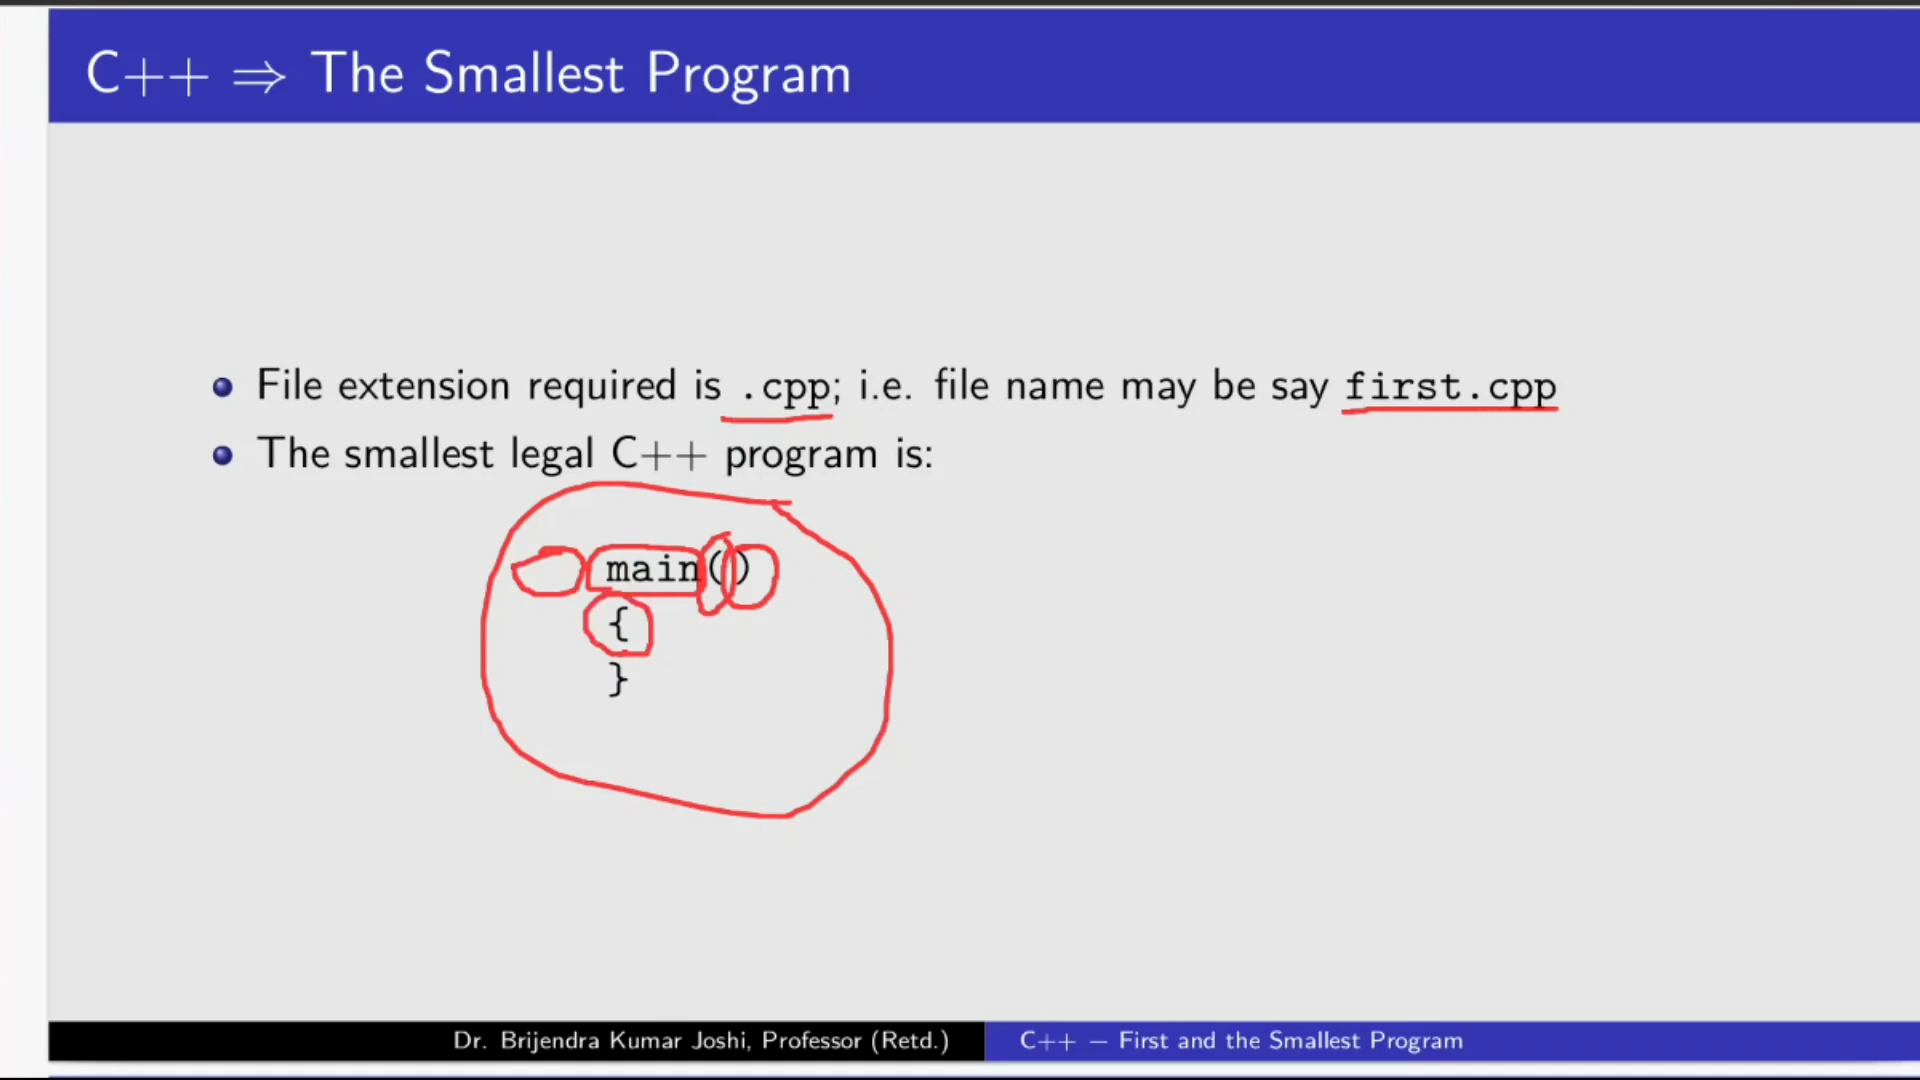 C++ ⇒ The Smallest Program
File extension required is .cpp; i.e. file name may be say first.cpp
The smallest legal C++ program is:
main()
{
}
Dr. Brijendra Kumar Joshi, Professor (Retd.)
C++ – First and the Smallest Program